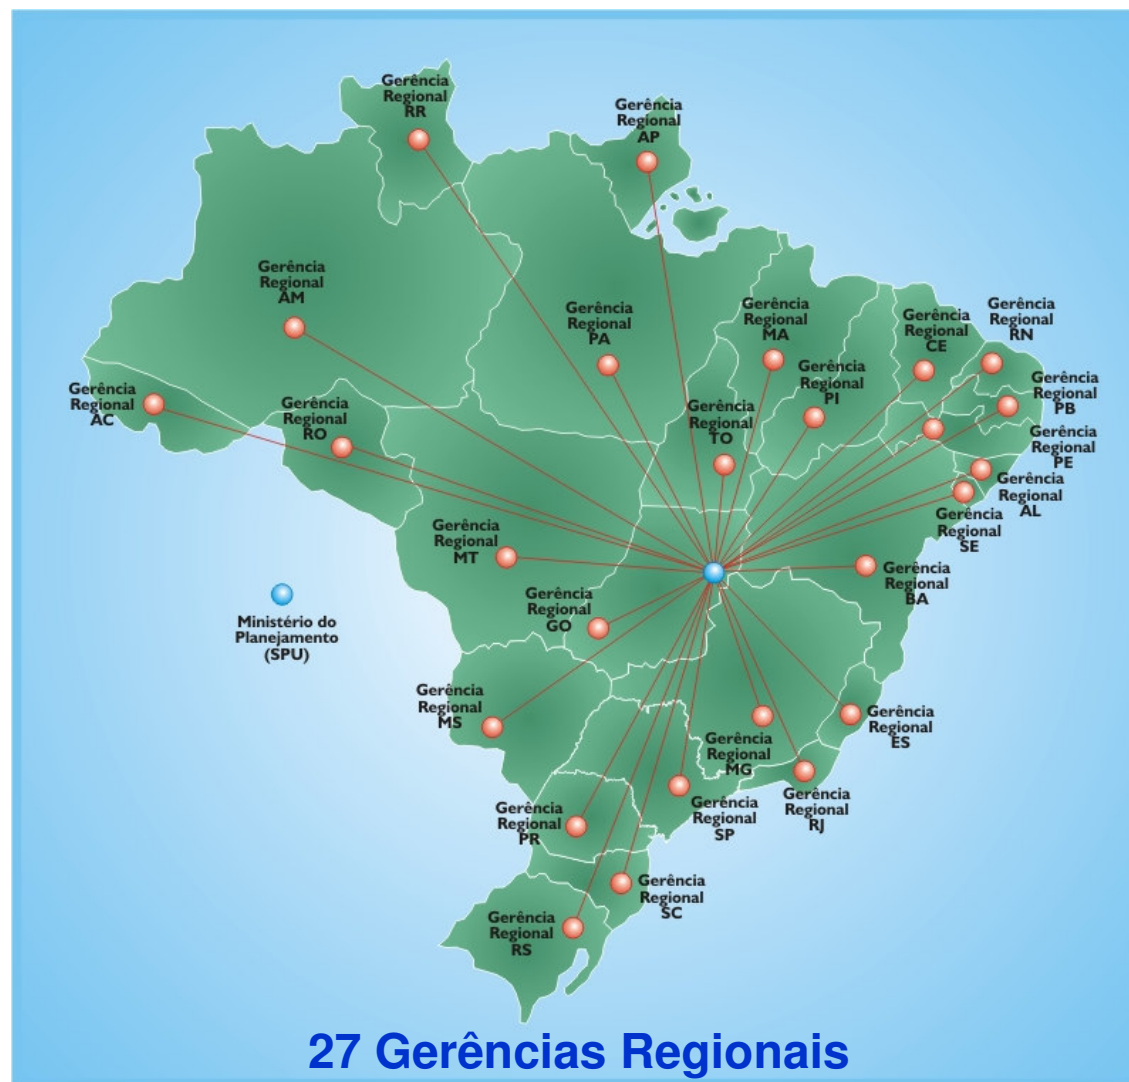 Gerência
Regional
RR
Gerência
Regional
AP
Gerência
Regional
AM
Gerência
Regional
PA
Gerência
Regional
MA
Gerência
Regional
CE
Gerência
Regional
RN
Gerência
Regional
PI
Gerência
Regional
PB
Gerência
Regional
AC
Gerência
Regional
RO
Gerência
Regional
TO
Gerência
Regional
PE
Gerência
Regional
AL
Gerência
Regional
SE
Gerência
Regional
MT
Gerência
Regional
BA
Gerência
Regional
GO
Ministério do
Planejamento
(SPU)
Gerência
Regional
MS
Gerência
Regional
ES
Gerência
Regional
MG
Gerência
Regional
RJ
Gerência
Regional
SP
Gerência
Regional
PR
Gerência
Regional
SC
Gerência
Regional
RS
27 Gerências Regionais